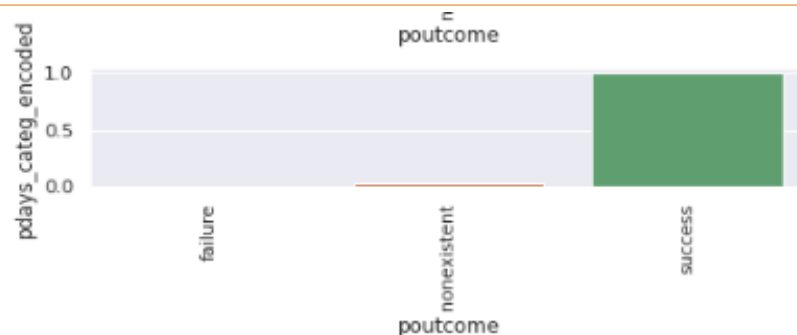 poutcome
pdays_categ_encoded
1.0
0.5
0.0
failure
nonexistent
success
poutcome